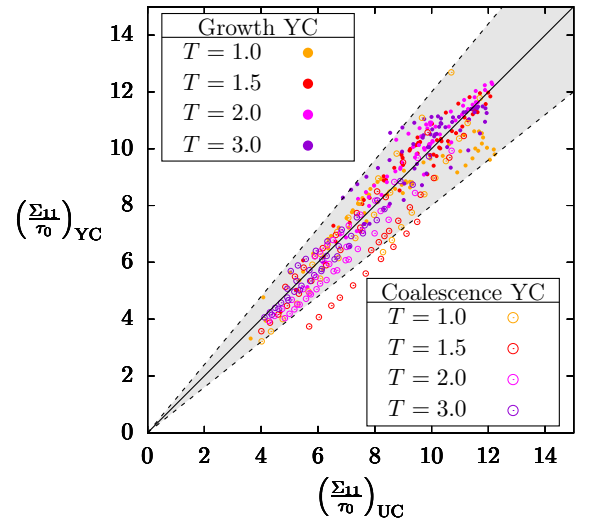 14
12
10
8
6
4
2
0
0 2 4 6 8 10 12 14
Growth YC
T = 1.0
T = 1.5
T = 2.0
T = 3.0
Coalescence YC
T = 1.0
T = 1.5
T = 2.0
T = 3.0
(Σ₁₁/τ₀)YC
(Σ₁₁/τ₀)UC